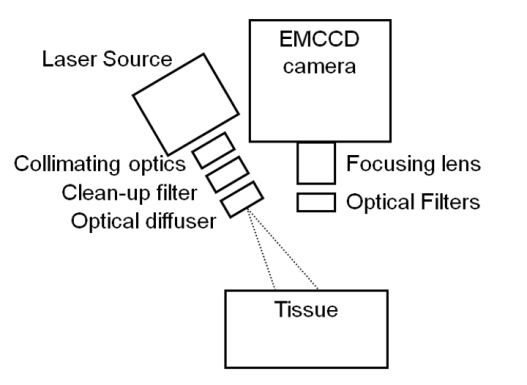 EMCCD
camera
Laser Source
Collimating optics
Focusing lens
Clean-up filter
Optical Filters
Optical diffuser
Tissue